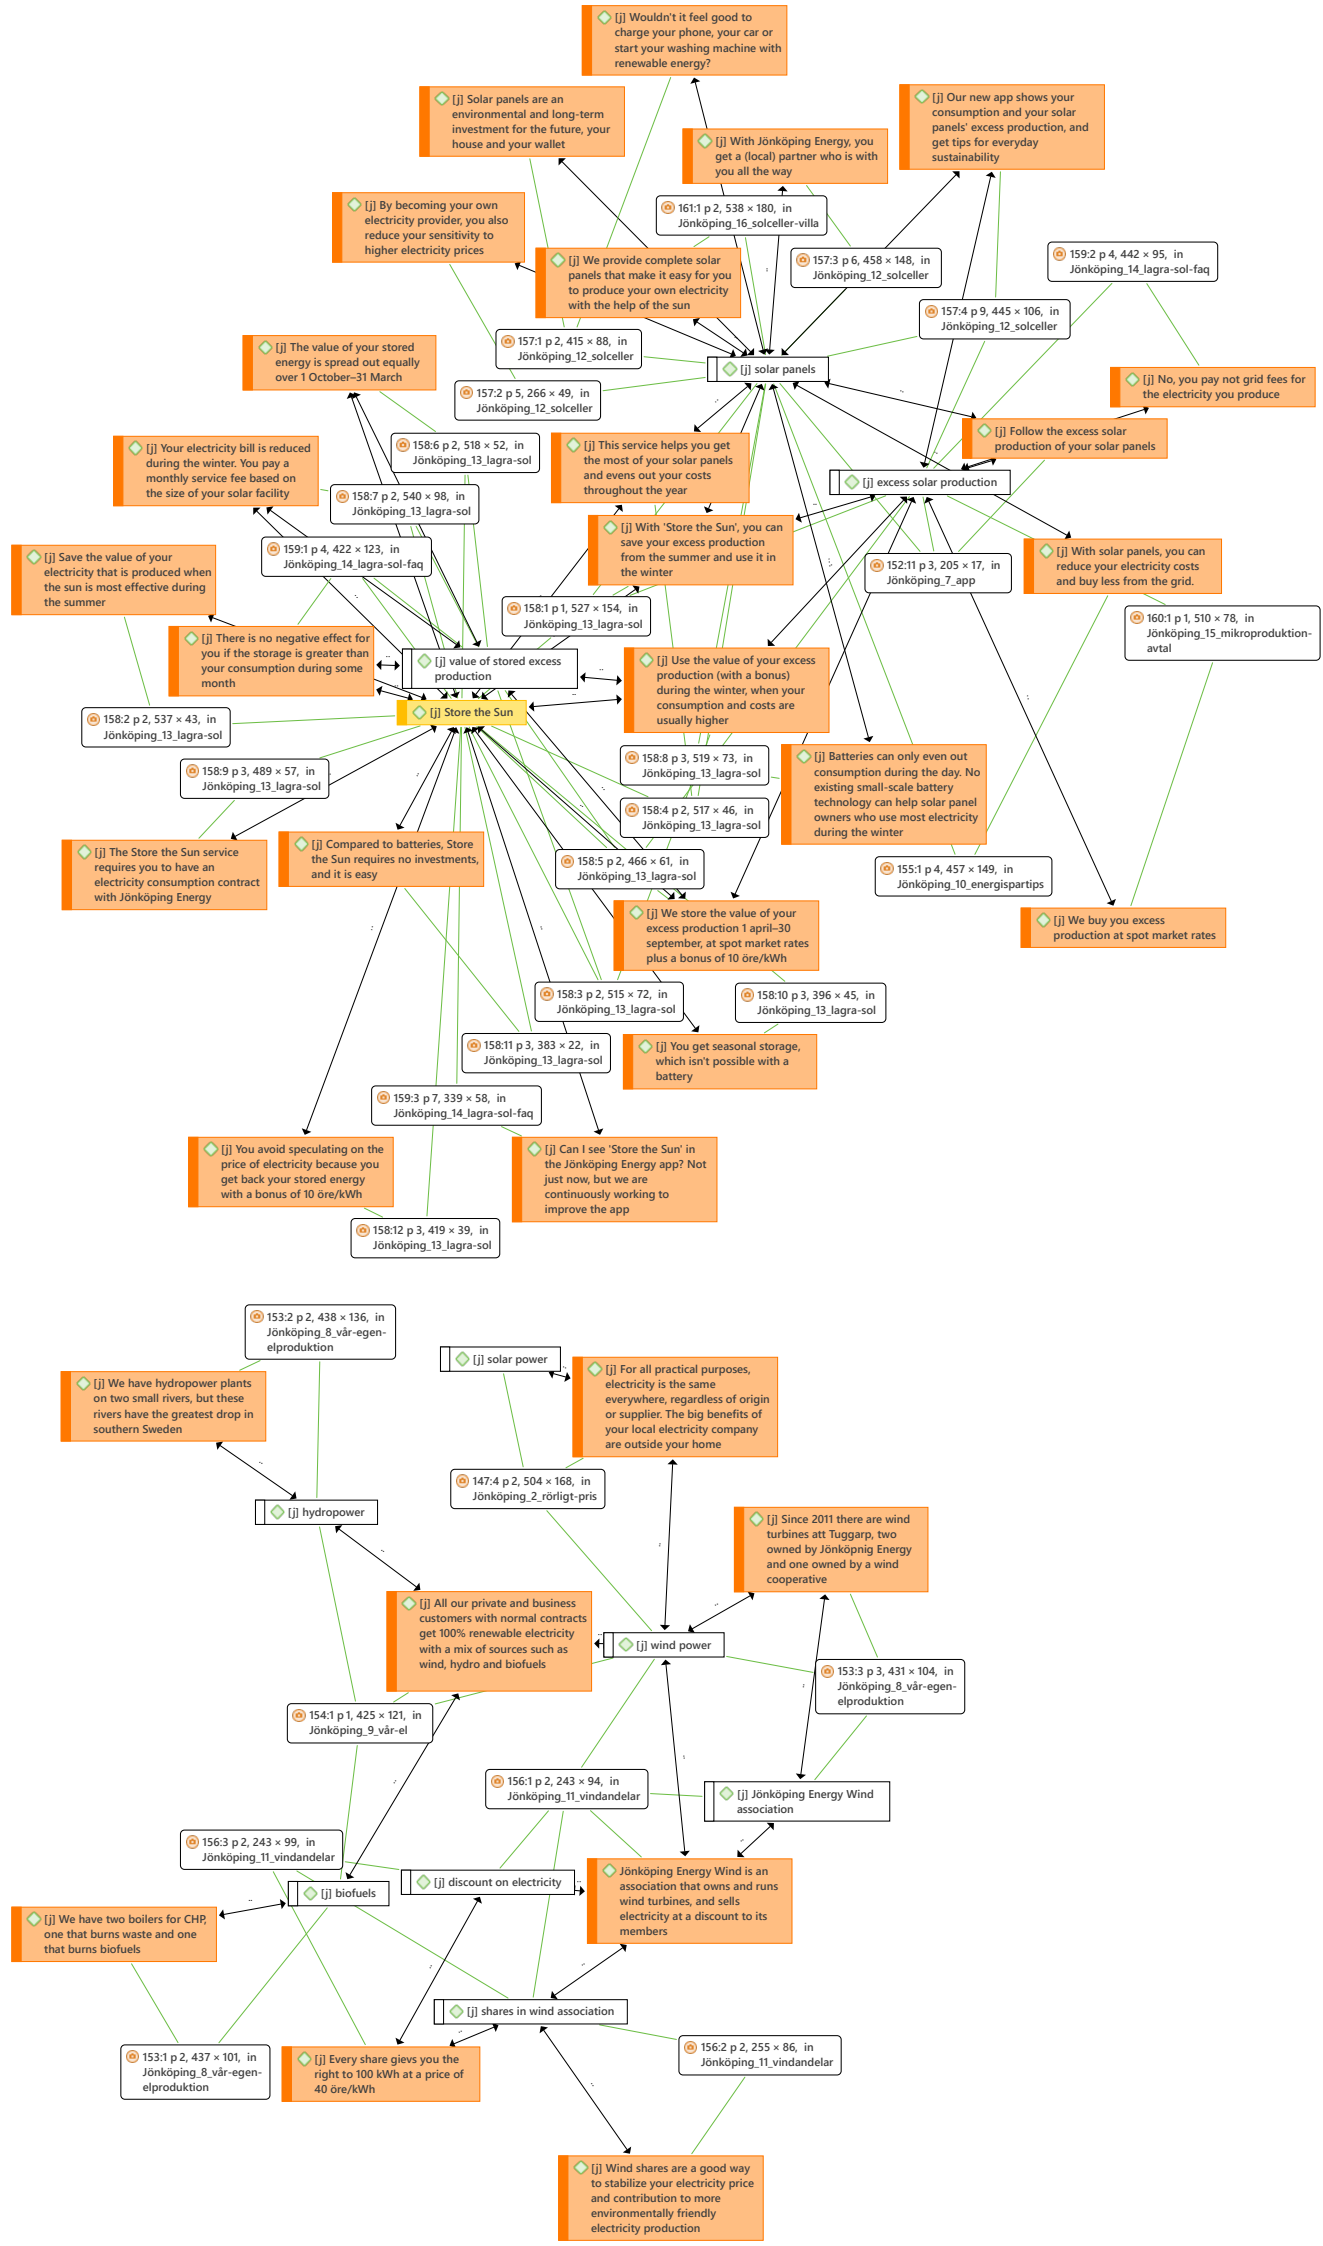 [j] Wouldn't it feel good to
charge your phone, your car or
start your washing machine with
renewable energy?
[j] Solar panels are an
environmental and long-term
investment for the future, your
house and your wallet
[j] Our new app shows your
consumption and your solar
panels' excess production, and
get tips for everyday
sustainability
[j] With Jönköping Energy, you
get a (local) partner who is with
you all the way
[j] By becoming your own
electricity provider, you also
reduce your sensitivity to
higher electricity prices
161:1 p 2, 538 × 180, in
Jönköping_16_solceller-villa
[j] We provide complete solar
panels that make it easy for you
to produce your own electricity
with the help of the sun
157:3 p 6, 458 × 148, in
Jönköping_12_solceller
159:2 p 4, 442 × 95, in
Jönköping_14_lagra-sol-faq
157:4 p 9, 445 × 106, in
Jönköping_12_solceller
157:1 p 2, 415 × 88, in
Jönköping_12_solceller
[j] The value of your stored
energy is spread out equally
over 1 October–31 March
[j] solar panels
157:2 p 5, 266 × 49, in
Jönköping_12_solceller
[j] No, you pay not grid fees for
the electricity you produce
[j] Follow the excess solar
production of your solar panels
158:6 p 2, 518 × 52, in
Jönköping_13_lagra-sol
[j] This service helps you get
the most of your solar panels
and evens out your costs
throughout the year
[j] Your electricity bill is reduced
during the winter. You pay a
monthly service fee based on
the size of your solar facility
[j] excess solar production
158:7 p 2, 540 × 98, in
Jönköping_13_lagra-sol
[j] With 'Store the Sun', you can
save your excess production
from the summer and use it in
the winter
159:1 p 4, 422 × 123, in
Jönköping_14_lagra-sol-faq
[j] Save the value of your
electricity that is produced when
the sun is most effective during
the summer
152:11 p 3, 205 × 17, in
Jönköping_7_app
[j] With solar panels, you can
reduce your electricity costs
and buy less from the grid.
158:1 p 1, 527 × 154, in
Jönköping_13_lagra-sol
160:1 p 1, 510 × 78, in
Jönköping_15_mikroproduktion-
avtal
[j] There is no negative effect for
you if the storage is greater than
your consumption during some
month
[j] value of stored excess
production
[j] Use the value of your excess
production (with a bonus)
during the winter, when your
consumption and costs are
usually higher
[j] Store the Sun
158:2 p 2, 537 × 43, in
Jönköping_13_lagra-sol
158:8 p 3, 519 × 73, in
Jönköping_13_lagra-sol
[j] Batteries can only even out
consumption during the day. No
existing small-scale battery
technology can help solar panel
owners who use most electricity
during the winter
158:9 p 3, 489 × 57, in
Jönköping_13_lagra-sol
158:4 p 2, 517 × 46, in
Jönköping_13_lagra-sol
[j] Compared to batteries, Store
the Sun requires no investments,
and it is easy
[j] The Store the Sun service
requires you to have an
electricity consumption contract
with Jönköping Energy
158:5 p 2, 466 × 61, in
Jönköping_13_lagra-sol
155:1 p 4, 457 × 149, in
Jönköping_10_energispartips
[j] We store the value of your
excess production 1 april–30
september, at spot market rates
plus a bonus of 10 öre/kWh
[j] We buy you excess
production at spot market rates
158:3 p 2, 515 × 72, in
Jönköping_13_lagra-sol
158:10 p 3, 396 × 45, in
Jönköping_13_lagra-sol
158:11 p 3, 383 × 22, in
Jönköping_13_lagra-sol
[j] You get seasonal storage,
which isn't possible with a
battery
159:3 p 7, 339 × 58, in
Jönköping_14_lagra-sol-faq
[j] You avoid speculating on the
price of electricity because you
get back your stored energy
with a bonus of 10 öre/kWh
[j] Can I see 'Store the Sun' in
the Jönköping Energy app? Not
just now, but we are
continuously working to
improve the app
158:12 p 3, 419 × 39, in
Jönköping_13_lagra-sol
153:2 p 2, 438 × 136, in
Jönköping_8_vår-egen-
elproduktion
[j] solar power
[j] For all practical purposes,
electricity is the same
everywhere, regardless of origin
or supplier. The big benefits of
your local electricity company
are outside your home
[j] We have hydropower plants
on two small rivers, but these
rivers have the greatest drop in
southern Sweden
147:4 p 2, 504 × 168, in
Jönköping_2_rörligt-pris
[j] hydropower
[j] Since 2011 there are wind
turbines att Tuggarp, two
owned by Jönköpnig Energy
and one owned by a wind
cooperative
[j] All our private and business
customers with normal contracts
get 100% renewable electricity
with a mix of sources such as
wind, hydro and biofuels
[j] wind power
153:3 p 3, 431 × 104, in
Jönköping_8_vår-egen-
elproduktion
154:1 p 1, 425 × 121, in
Jönköping_9_vår-el
156:1 p 2, 243 × 94, in
Jönköping_11_vindandelar
[j] Jönköping Energy Wind
association
156:3 p 2, 243 × 99, in
Jönköping_11_vindandelar
[j] discount on electricity
Jönköping Energy Wind is an
association that owns and runs
wind turbines, and sells
electricity at a discount to its
members
[j] biofuels
[j] We have two boilers for CHP,
one that burns waste and one
that burns biofuels
[j] shares in wind association
153:1 p 2, 437 × 101, in
Jönköping_8_vår-egen-
elproduktion
[j] Every share gievs you the
right to 100 kWh at a price of
40 öre/kWh
156:2 p 2, 255 × 86, in
Jönköping_11_vindandelar
[j] Wind shares are a good way
to stabilize your electricity price
and contribution to more
environmentally friendly
electricity production